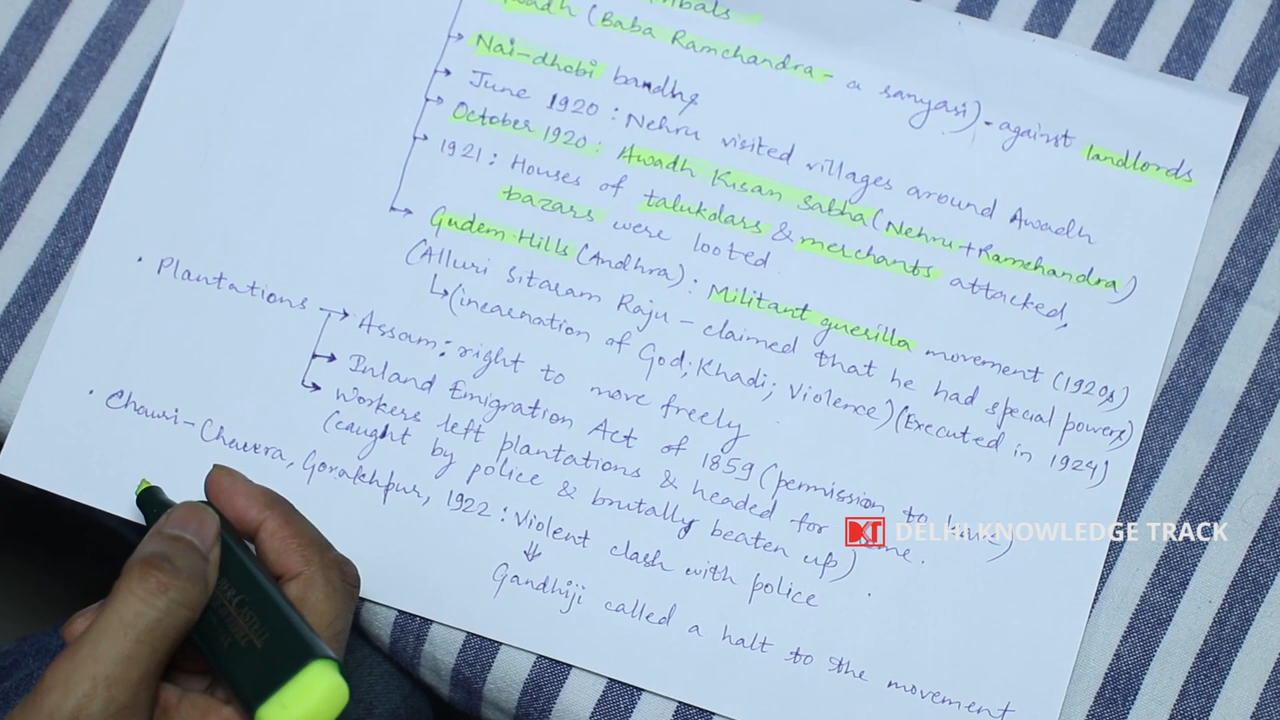 Awadh (Baba Ramchandra - a sanyasi) - against landlords
Nai-dhobi bandhs
June 1920 : Nehru visited villages around Awadh
October 1920 : Awadh Kisan Sabha (Nehru + Ramchandra)
1921 : Houses of talukdars & merchants attacked,
bazars were looted.
Gudem Hills (Andhra) : Militant guerilla movement (1920s)
(Alluri Sitaram Raju - claimed that he had special powers)
(incarnation of God; Khadi; Violence) (Executed in 1924)
• Plantations
Assam : right to move freely
Inland Emigration Act of 1859 (permission to leave)
Workers left plantations & headed for home.
(caught by police & brutally beaten up)
• Chauri-Chawra, Gorakhpur, 1922 : Violent clash with police
Gandhiji called a halt to the movement
DKT DELHI KNOWLEDGE TRACK